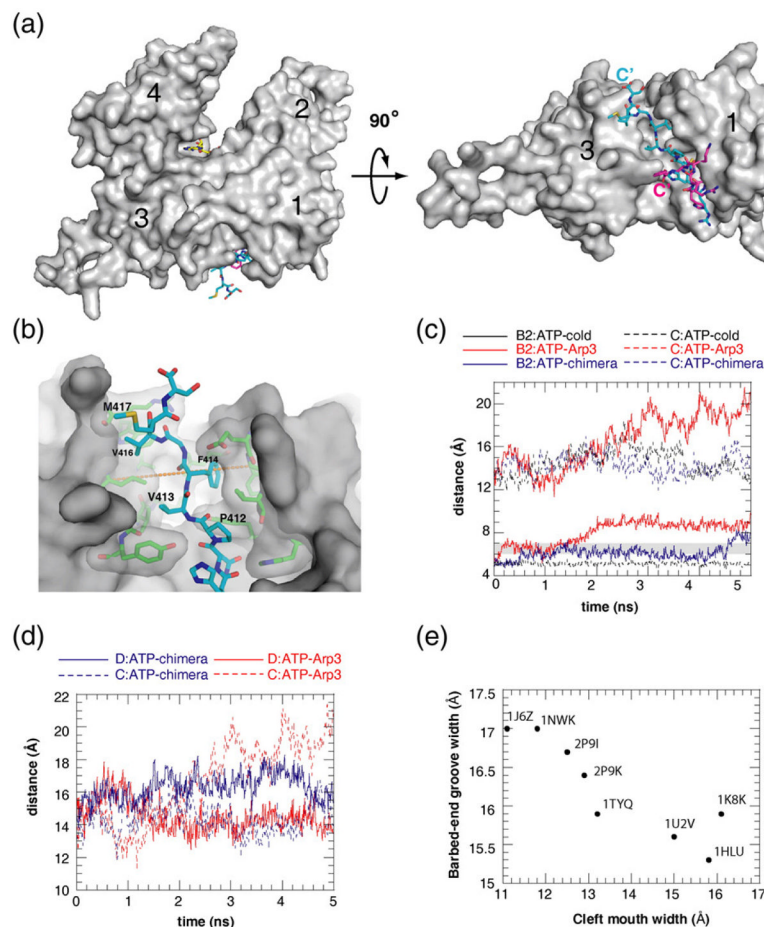 (a)
4
2
3
1
90°
C'
3
1
C
(b)
M417
V416
F414
V413
P412
(c)
B2:ATP-cold
C:ATP-cold
B2:ATP-Arp3
C:ATP-Arp3
B2:ATP-chimera
C:ATP-chimera
20
16
12
8
4
distance (Å)
0 1 2 3 4 5
time (ns)
(d)
D:ATP-chimera
D:ATP-Arp3
C:ATP-chimera
C:ATP-Arp3
22
20
18
16
14
12
10
distance (Å)
0 1 2 3 4 5
time (ns)
(e)
17.5
17
16.5
16
15.5
15
Barbed-end groove width (Å)
1J6Z
1NWK
2P9I
2P9K
1TYQ
1K8K
1U2V
1HLU
11 12 13 14 15 16 17
Cleft mouth width (Å)